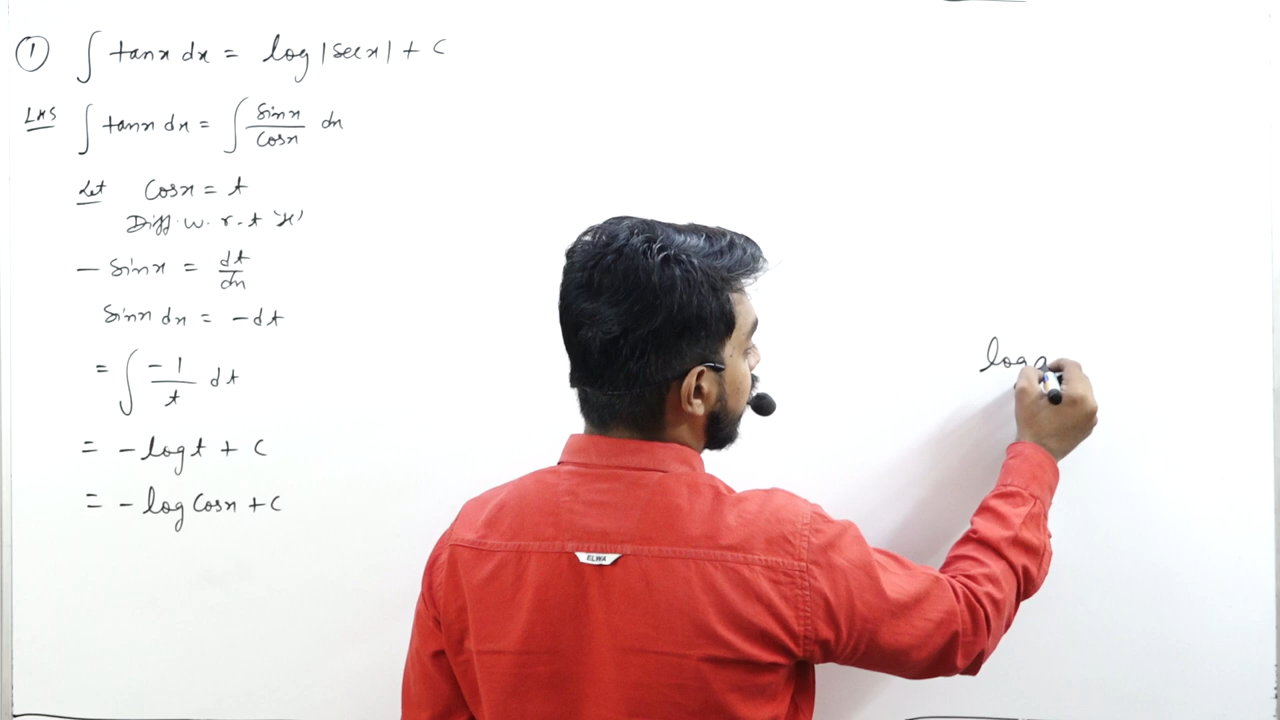 ① ∫ tanx dx = log|secx| + c
LHS ∫ tanx dx = ∫ sinx/cosx dx
Let cosx = t
Diff. w. r. t 'x'
- sinx = dt/dx
sinx dx = -dt
= ∫ -1/t dt
= - log t + c
= - log cosx + c
log
ELWA